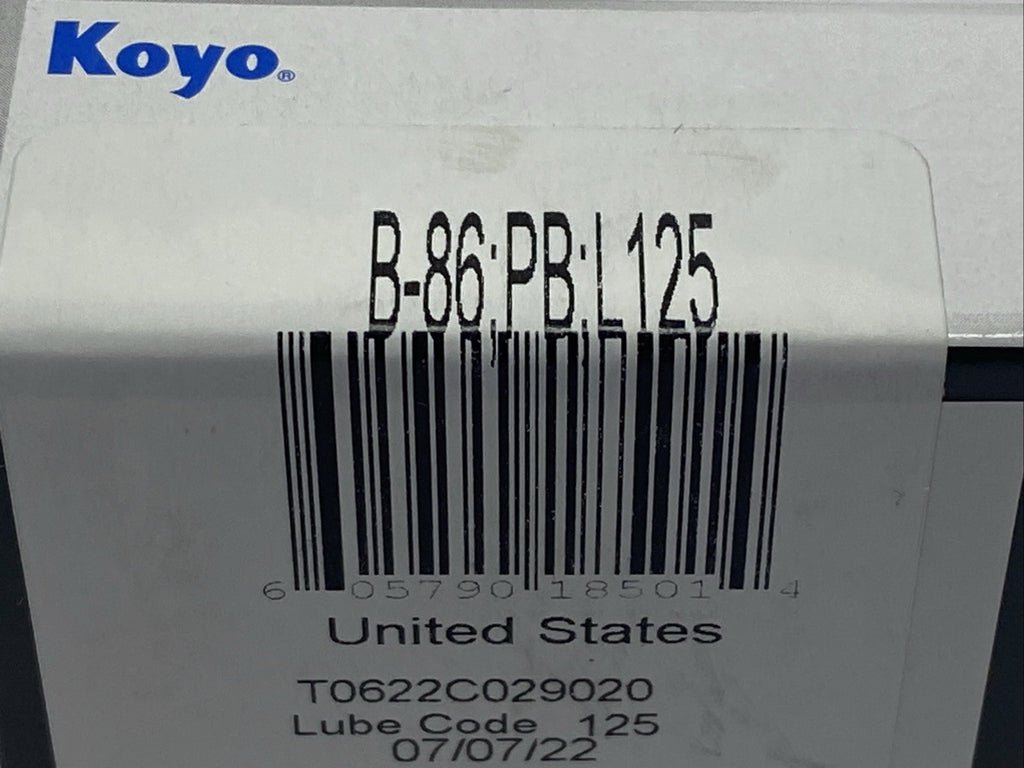 Koyo®
B-86;PB;L125
6 05790 18501 4
United States
T0622C029020
Lube Code 125
07/07/22